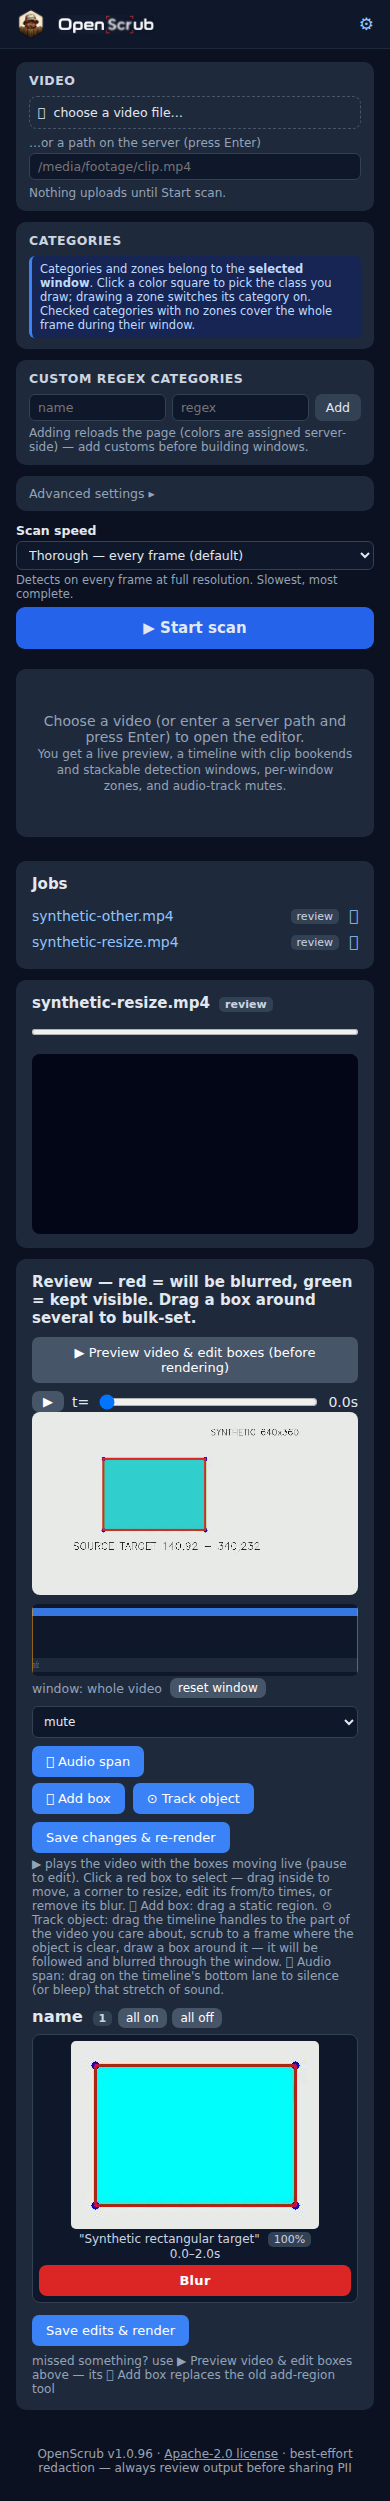 OpenScrub
VIDEO
choose a video file...
...or a path on the server (press Enter)
/media/footage/clip.mp4
Nothing uploads until Start scan.
CATEGORIES
Categories and zones belong to the selected
window. Click a color square to pick the class you
draw; drawing a zone switches its category on.
Checked categories with no zones cover the whole
frame during their window.
CUSTOM REGEX CATEGORIES
name regex Add
Adding reloads the page (colors are assigned server-
side) — add customs before building windows.
Advanced settings ▸
Scan speed
Thorough — every frame (default)
Detects on every frame at full resolution. Slowest, most
complete.
▶ Start scan
Choose a video (or enter a server path and
press Enter) to open the editor.
You get a live preview, a timeline with clip bookends
and stackable detection windows, per-window
zones, and audio-track mutes.
Jobs
synthetic-other.mp4 review
synthetic-resize.mp4 review
synthetic-resize.mp4 review
Review — red = will be blurred, green
= kept visible. Drag a box around
several to bulk-set.
▶ Preview video & edit boxes (before
rendering)
▶ t= 0.0s
SYNTHETIC 640x360
SOURCE TARGET 140,92 - 340,232
window: whole video reset window
mute
Audio span
Add box ⊙ Track object
Save changes & re-render
▶ plays the video with the boxes moving live (pause
to edit). Click a red box to select — drag inside to
move, a corner to resize, edit its from/to times, or
remove its blur. Add box: drag a static region. ⊙
Track object: drag the timeline handles to the part of
the video you care about, scrub to a frame where the
object is clear, draw a box around it — it will be
followed and blurred through the window. Audio
span: drag on the timeline's bottom lane to silence
(or bleep) that stretch of sound.
name 1 all on all off
"Synthetic rectangular target" 100%
0.0–2.0s
Blur
Save edits & render
missed something? use ▶ Preview video & edit boxes
above — its Add box replaces the old add-region
tool
OpenScrub v1.0.96 · Apache-2.0 license · best-effort
redaction — always review output before sharing PII